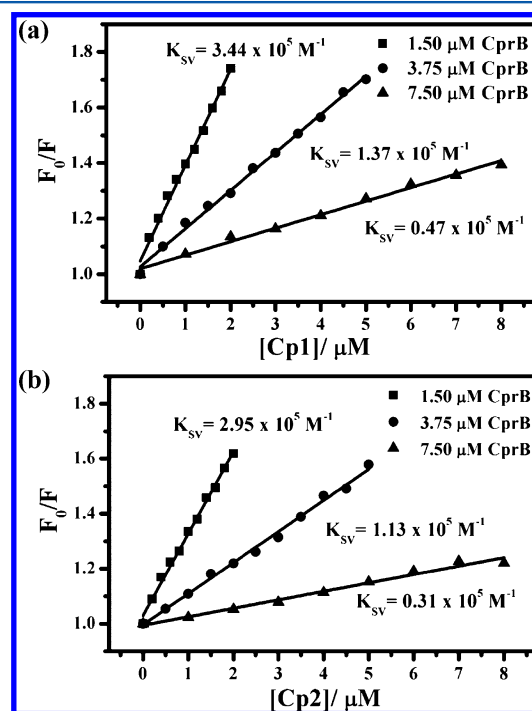 (a)
K_SV = 3.44 x 10^5 M^-1
■ 1.50 μM CprB
● 3.75 μM CprB
▲ 7.50 μM CprB
K_SV = 1.37 x 10^5 M^-1
K_SV = 0.47 x 10^5 M^-1
F_0/F
1.8
1.6
1.4
1.2
1.0
0 1 2 3 4 5 6 7 8
[Cp1]/ μM
(b)
K_SV = 2.95 x 10^5 M^-1
■ 1.50 μM CprB
● 3.75 μM CprB
▲ 7.50 μM CprB
K_SV = 1.13 x 10^5 M^-1
K_SV = 0.31 x 10^5 M^-1
F_0/F
1.8
1.6
1.4
1.2
1.0
0 1 2 3 4 5 6 7 8
[Cp2]/ μM